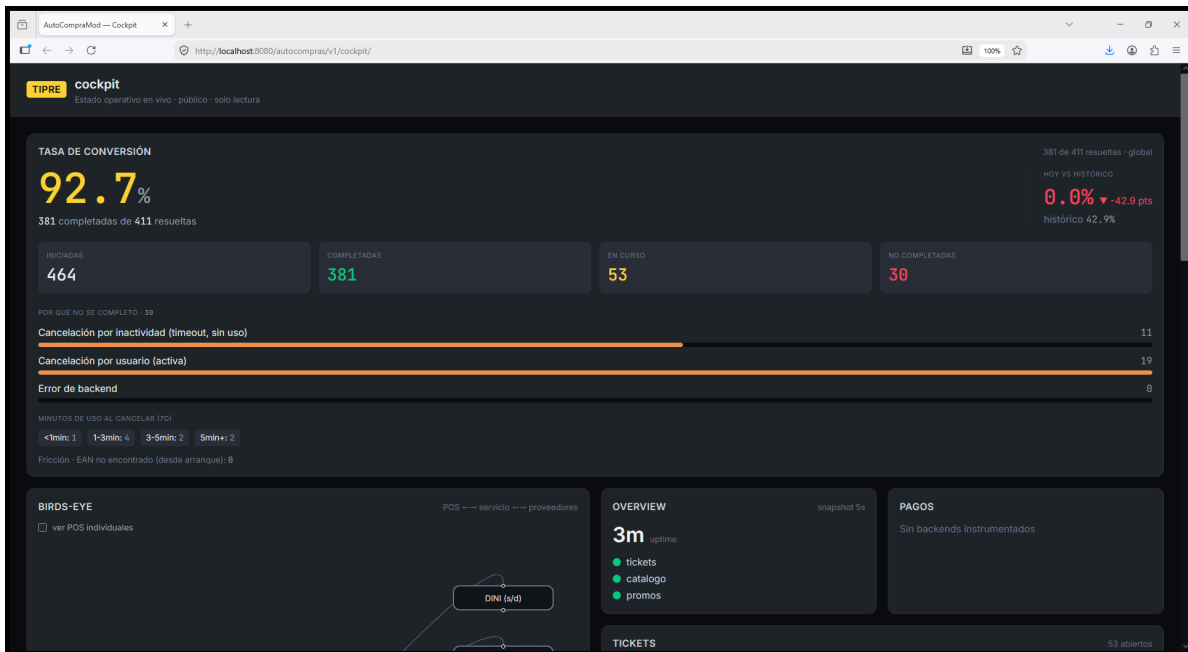 AutoCompraMod — Cockpit
http://localhost:8080/autocompras/v1/cockpit/
100%
TIPRE
cockpit
Estado operativo en vivo · público · solo lectura
TASA DE CONVERSIÓN
381 de 411 resueltas · global
92.7%
381 completadas de 411 resueltas
HOY VS HISTÓRICO
0.0% ▼ -42.9 pts
histórico 42.9%
INICIADAS
464
COMPLETADAS
381
EN CURSO
53
NO COMPLETADAS
30
POR QUÉ NO SE COMPLETÓ · 30
Cancelación por inactividad (timeout, sin uso) 11
Cancelación por usuario (activa) 19
Error de backend 0
MINUTOS DE USO AL CANCELAR (7D)
<1min: 1 1-3min: 4 3-5min: 2 5min+: 2
Fricción · EAN no encontrado (desde arranque): 0
BIRDS-EYE
POS ←→ servicio ←→ proveedores
ver POS individuales
DINI (s/d)
OVERVIEW
snapshot 5s
3m uptime
tickets
catalogo
promos
PAGOS
Sin backends instrumentados
TICKETS
53 abiertos